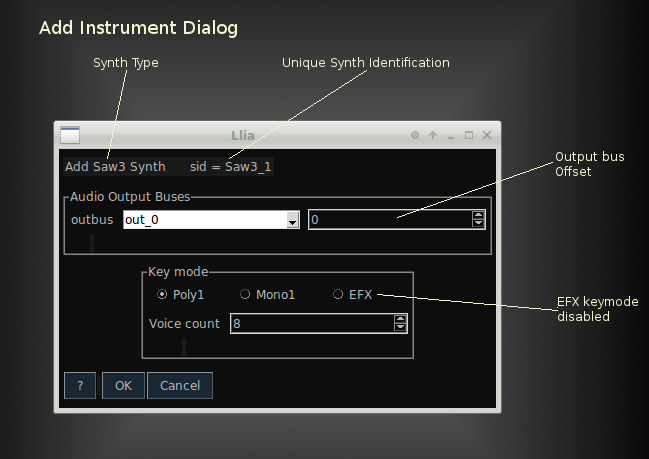 Add Instrument Dialog
Synth Type
Unique Synth Identification
Llia
Add Saw3 Synth sid = Saw3_1
Output bus
Offset
Audio Output Buses
outbus out_0 0
Key mode
Poly1 Mono1 EFX
EFX keymode
disabled
Voice count 8
? OK Cancel